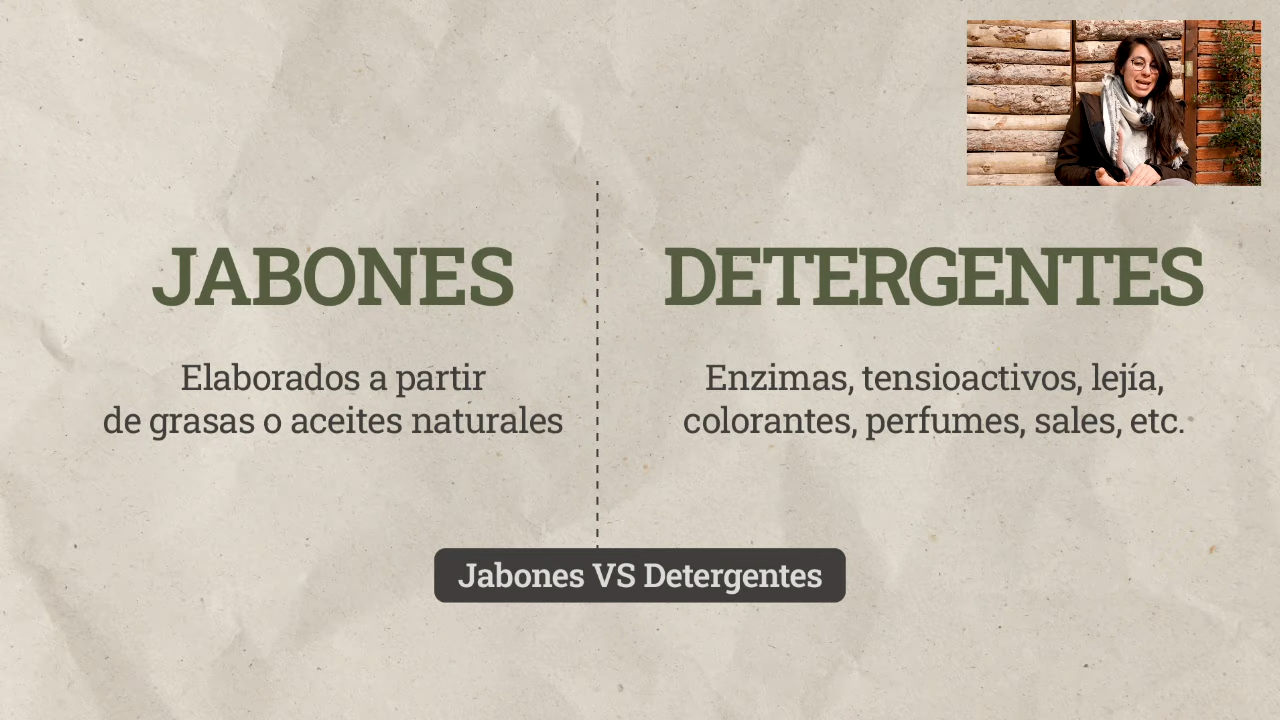 JABONES
Elaborados a partir
de grasas o aceites naturales
DETERGENTES
Enzimas, tensioactivos, lejía,
colorantes, perfumes, sales, etc.
Jabones VS Detergentes